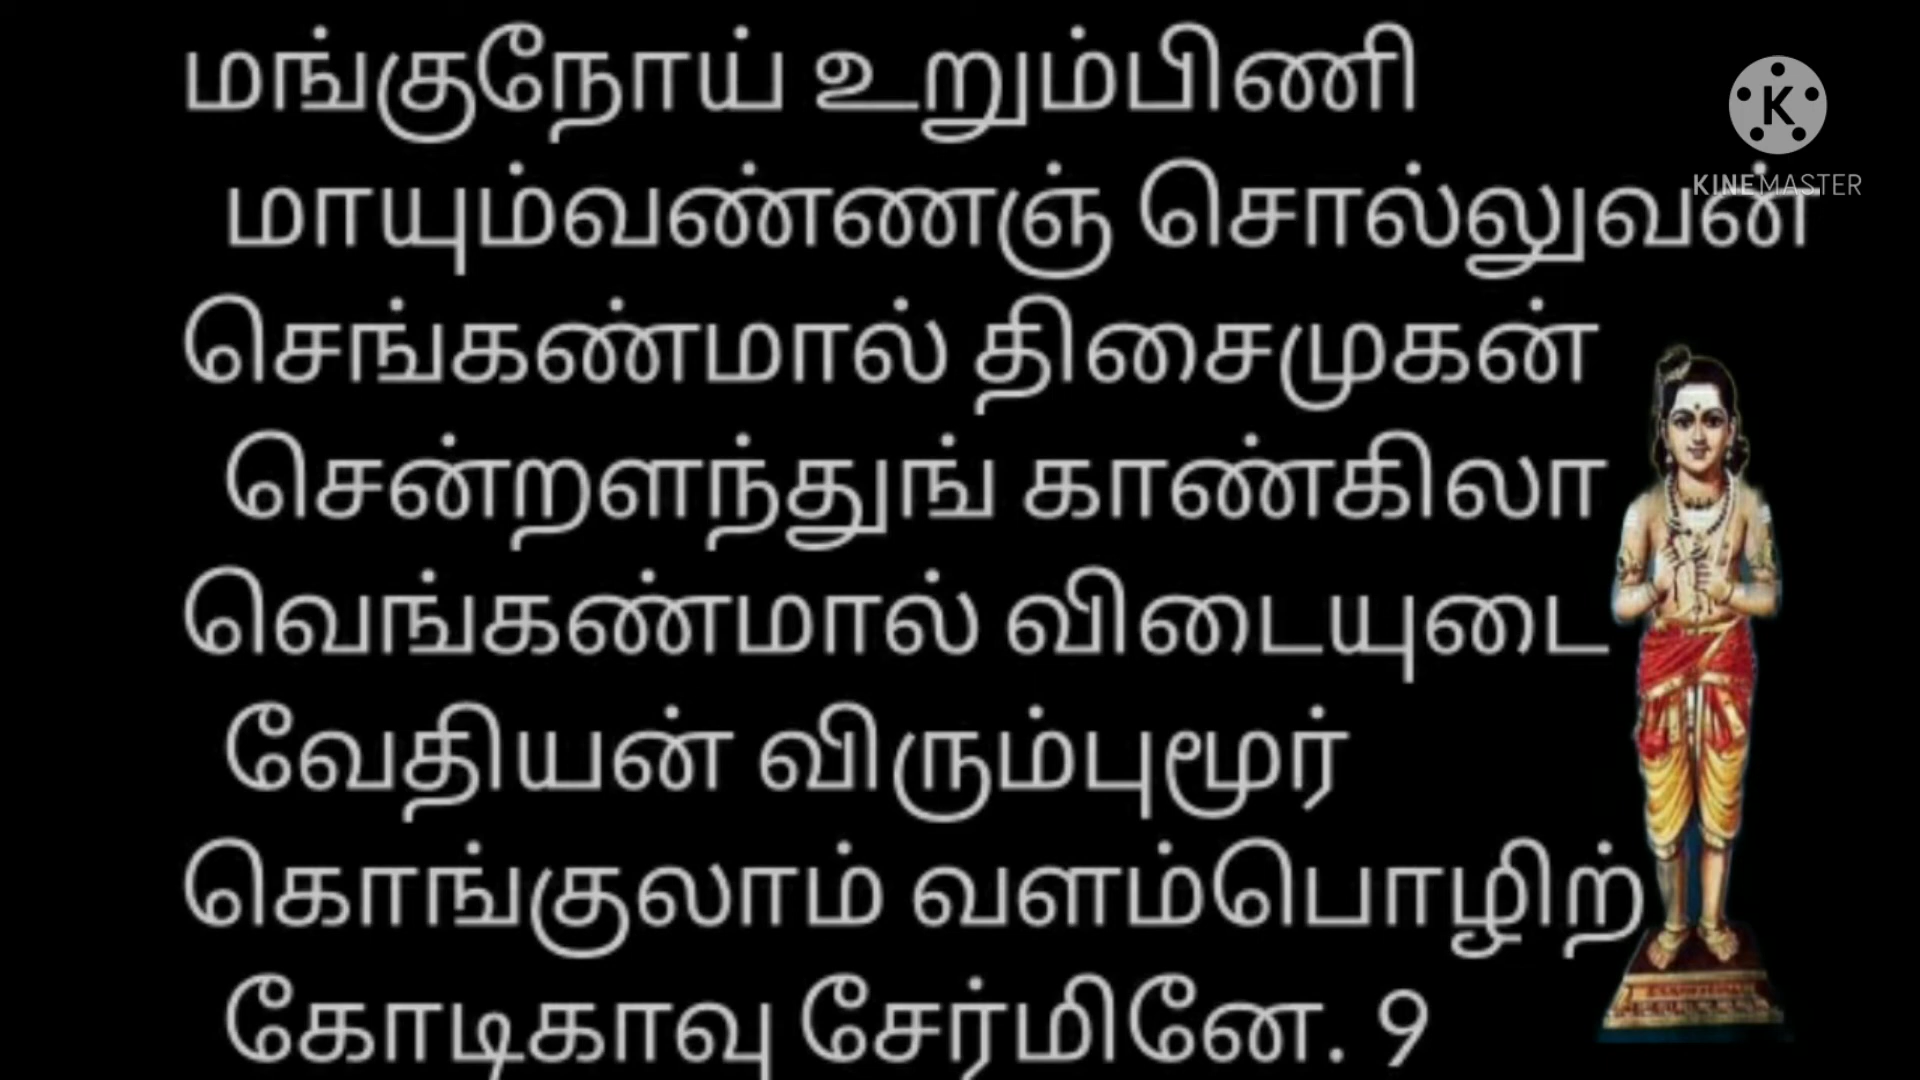 மங்குநோய் உறும்பிணி
மாயும்வண்ணஞ் சொல்லுவன்
செங்கண்மால் திசைமுகன்
சென்றளந்துங் காண்கிலா
வெங்கண்மால் விடையுடை
வேதியன் விரும்புமூர்
கொங்குலாம் வளம்பொழிற்
கோடிகாவு சேர்மினே. 9
K
KINEMASTER